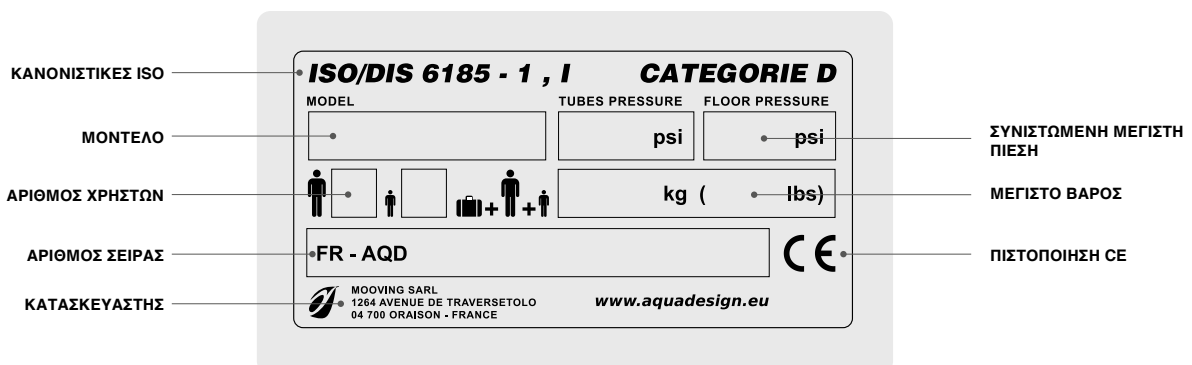 ΚΑΝΟΝΙΣΤΙΚΕΣ ISO
ISO/DIS 6185 - 1 , I CATEGORIE D
MODEL TUBES PRESSURE FLOOR PRESSURE
ΜΟΝΤΕΛΟ
psi psi
ΣΥΝΙΣΤΩΜΕΝΗ ΜΕΓΙΣΤΗ
ΠΙΕΣΗ
ΑΡΙΘΜΟΣ ΧΡΗΣΤΩΝ
+ +
kg ( lbs)
ΜΕΓΙΣΤΟ ΒΑΡΟΣ
ΑΡΙΘΜΟΣ ΣΕΙΡΑΣ
FR - AQD
CE
ΠΙΣΤΟΠΟΙΗΣΗ CE
ΚΑΤΑΣΚΕΥΑΣΤΗΣ
MOOVING SARL
1264 AVENUE DE TRAVERSETOLO
04 700 ORAISON - FRANCE
www.aquadesign.eu